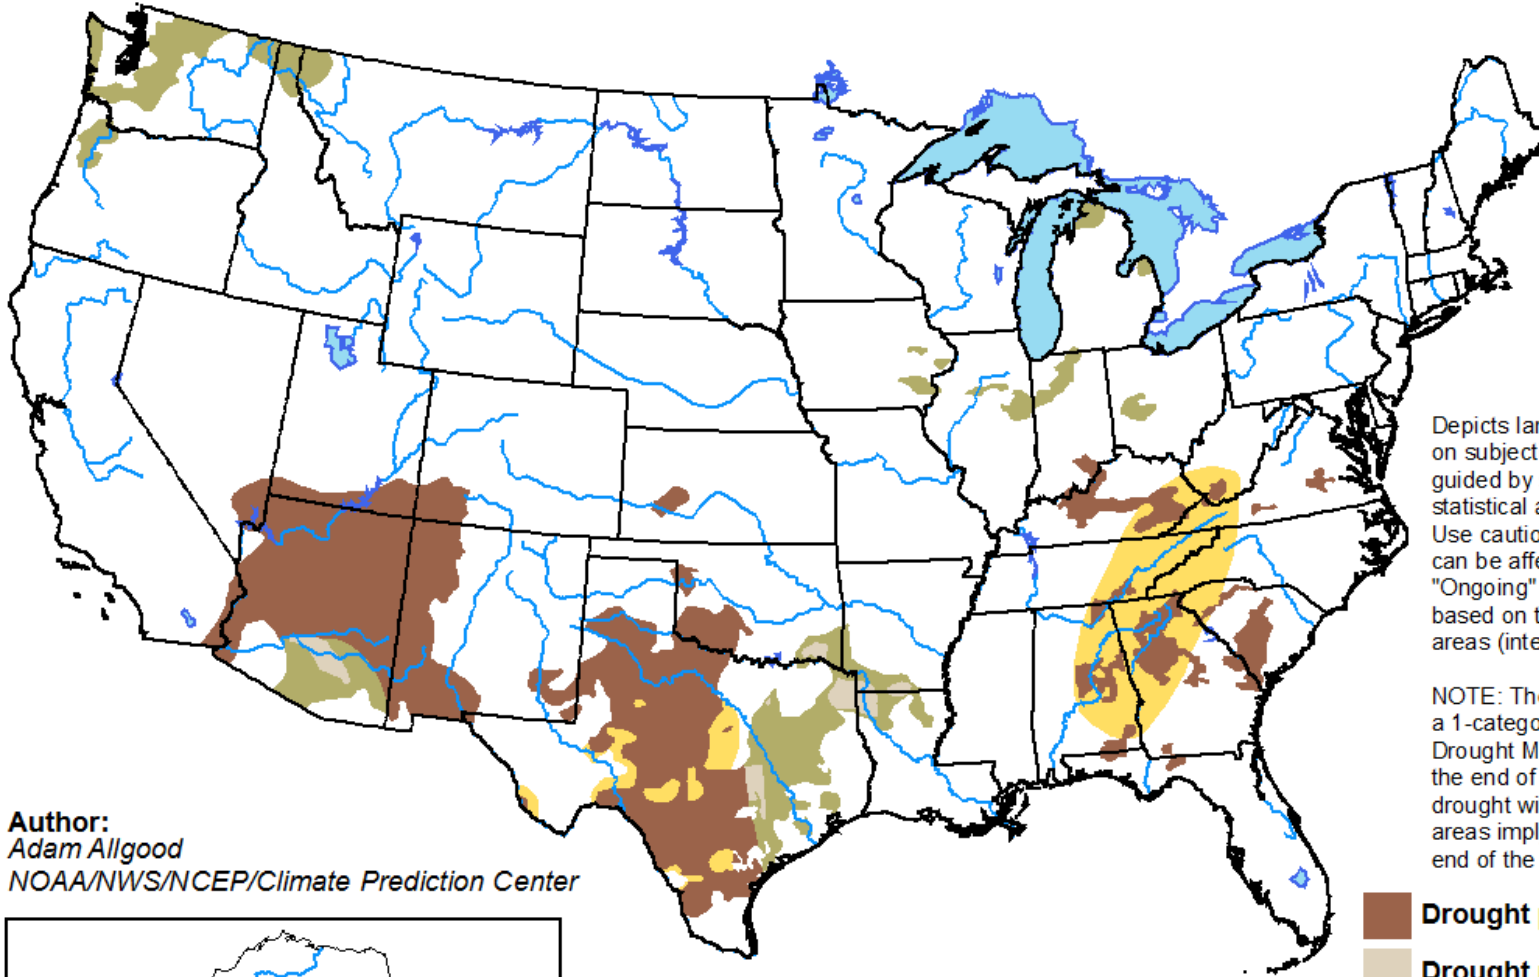 Depicts lar
on subject
guided by
statistical a
Use cautio
can be affe
"Ongoing"
based on t
areas (inte
NOTE: The
a 1-catego
Drought M
the end of
drought wi
areas impl
end of the
Author:
Adam Allgood
NOAA/NWS/NCEP/Climate Prediction Center
Drought
Drought